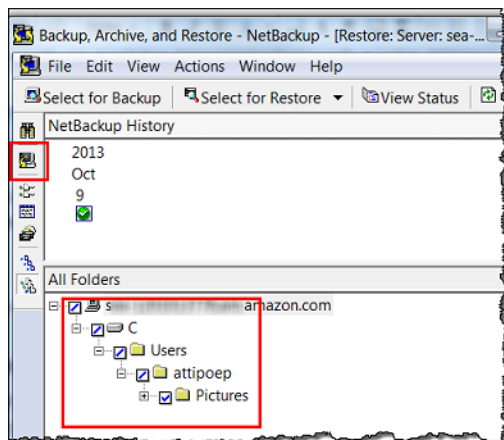 Backup, Archive, and Restore - NetBackup - [Restore: Server: sea-...
File Edit View Actions Window Help
Select for Backup Select for Restore View Status
NetBackup History
2013
Oct
9
All Folders
amazon.com
C
Users
attipoep
Pictures